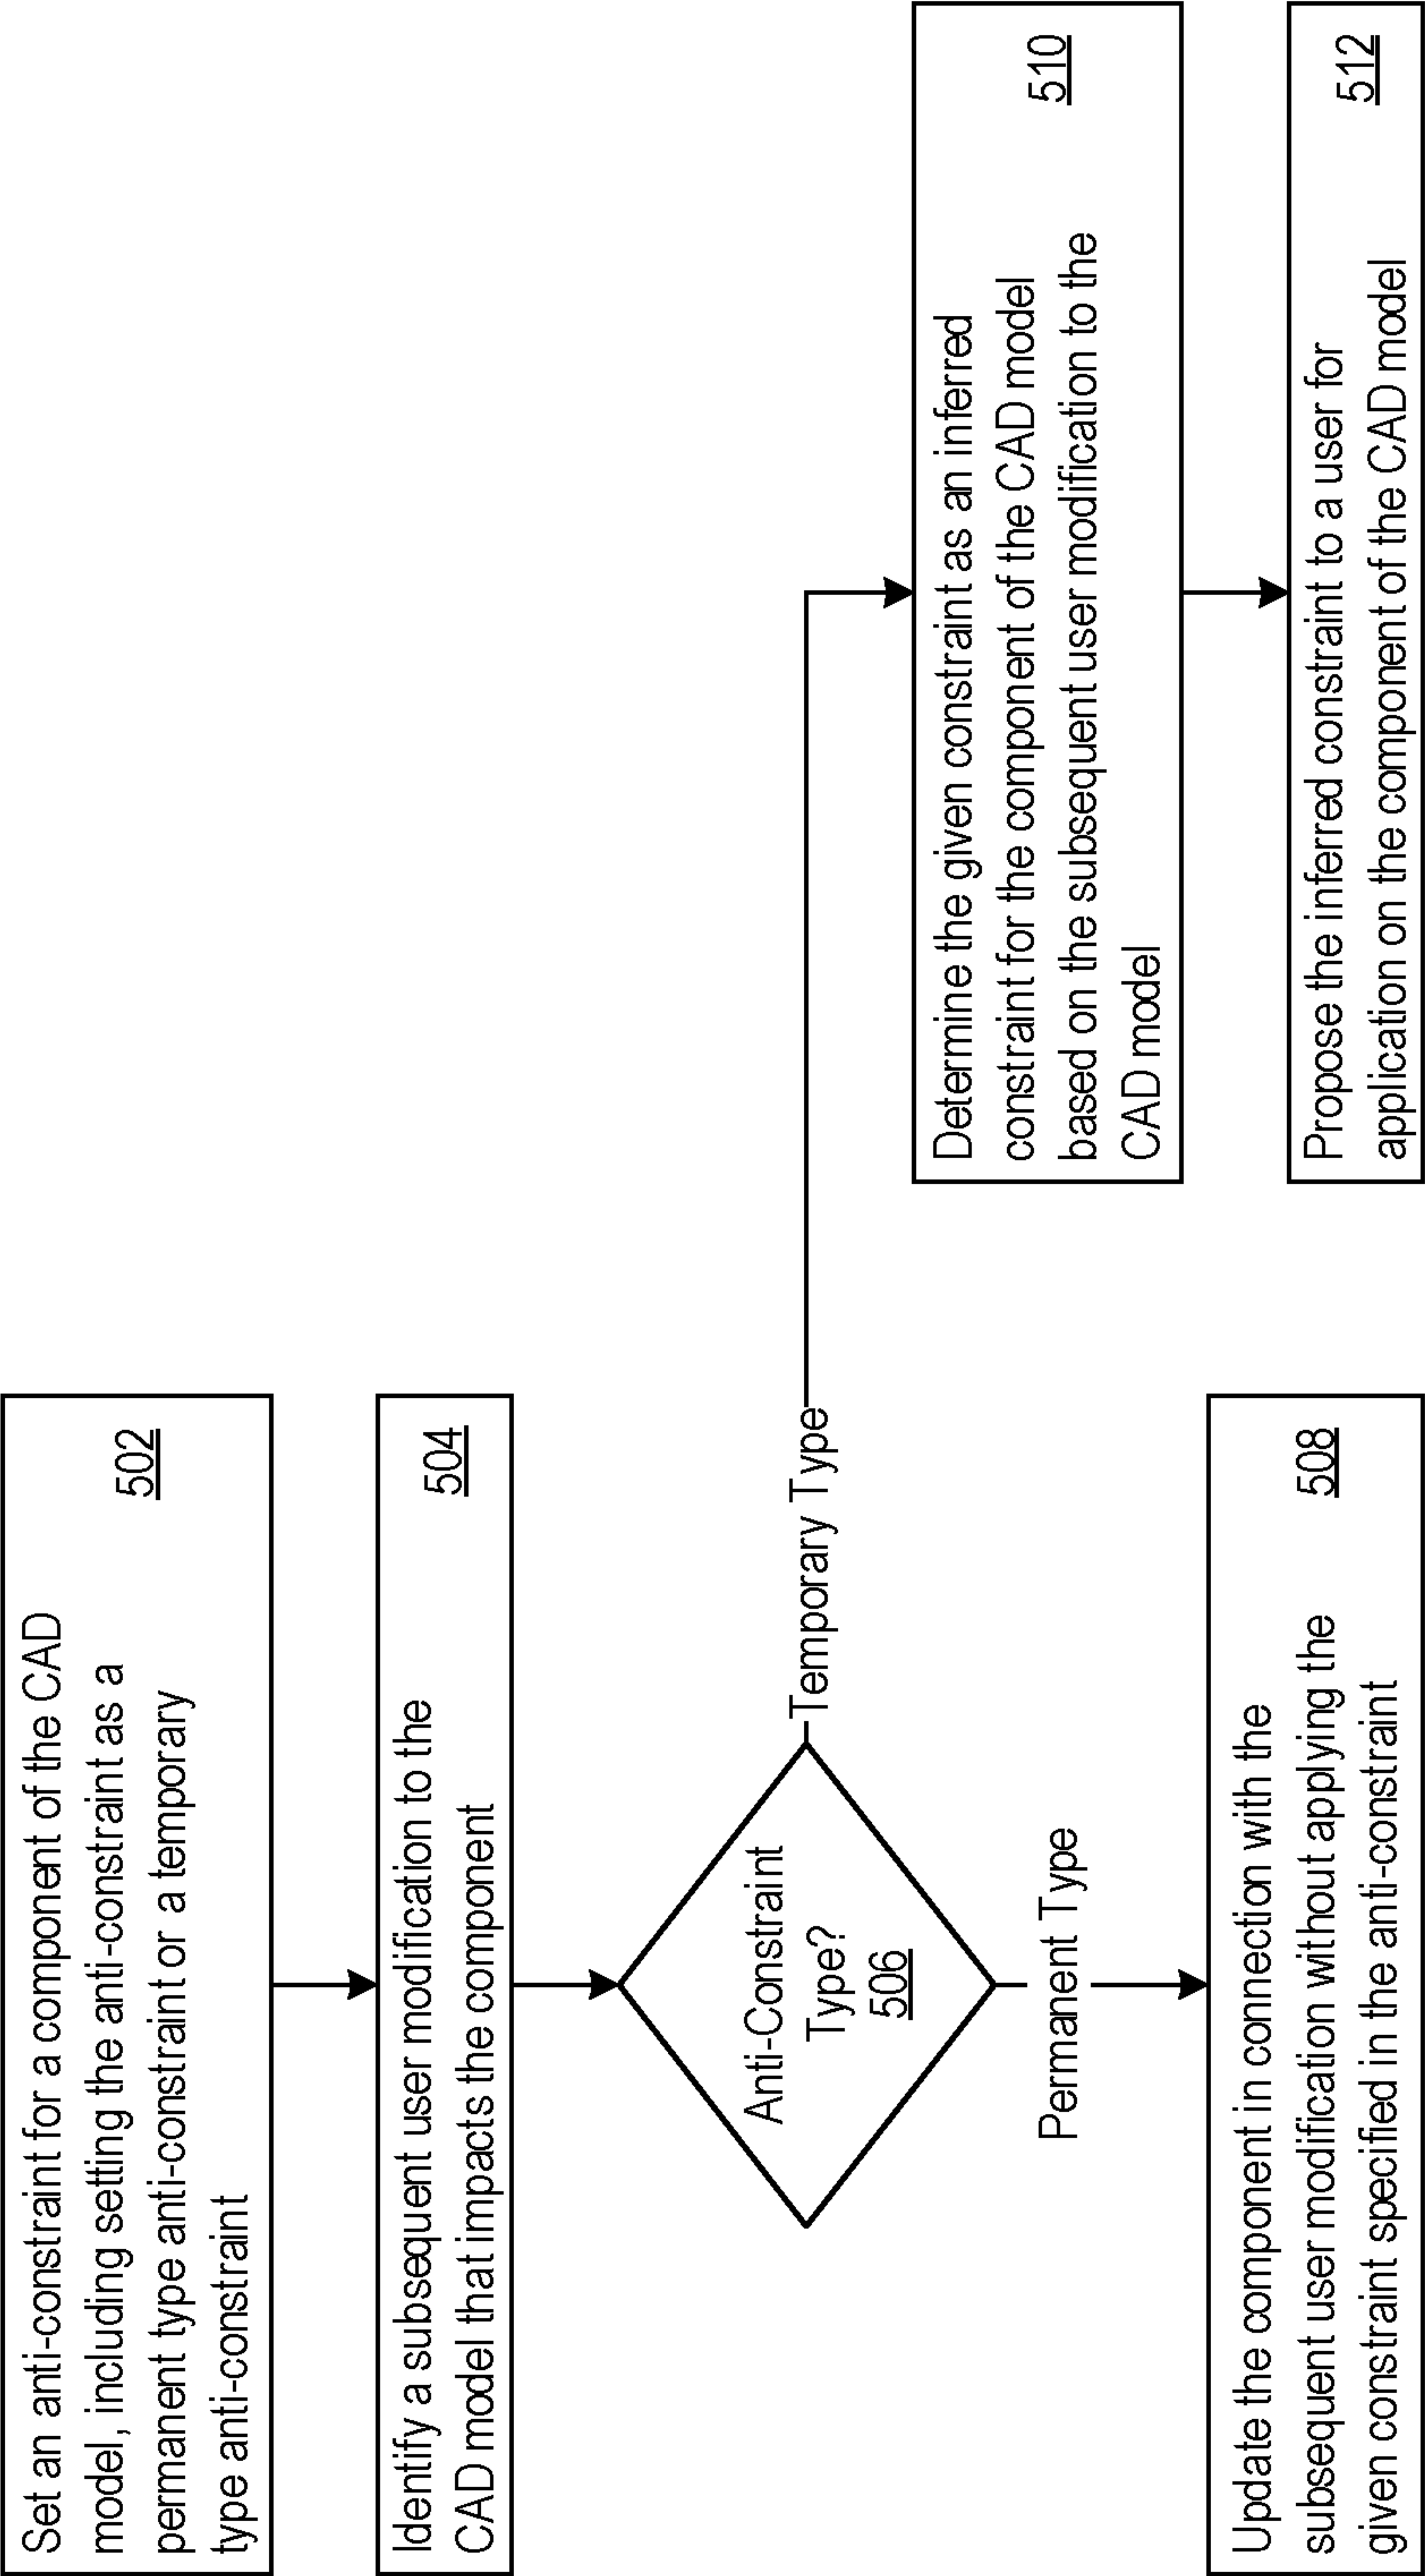 Set an anti-constraint for a component of the CAD
model, including setting the anti-constraint as a
permanent type anti-constraint or a temporary
type anti-constraint
502
Identify a subsequent user modification to the
CAD model that impacts the component
504
Anti-Constraint
Type?
506
Temporary Type
Permanent Type
Update the component in connection with the
subsequent user modification without applying the
given constraint specified in the anti-constraint
508
Determine the given constraint as an inferred
constraint for the component of the CAD model
based on the subsequent user modification to the
CAD model
510
Propose the inferred constraint to a user for
application on the component of the CAD model
512